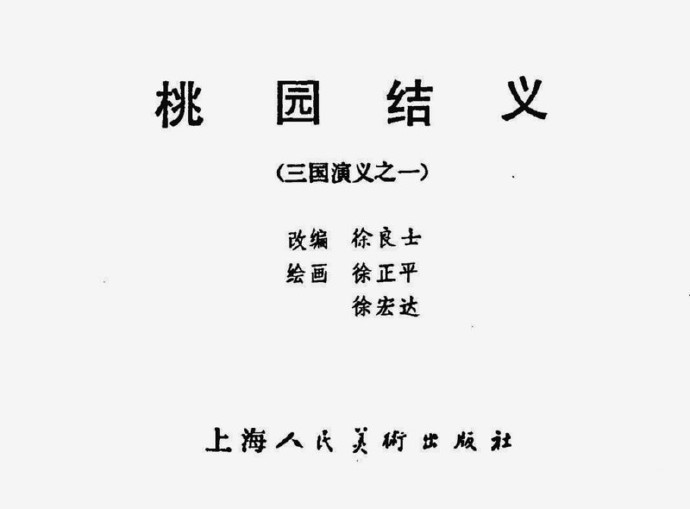 桃园结义
（三国演义之一）
改编 徐良士
绘画 徐正平
徐宏达
上海人民美術出版社